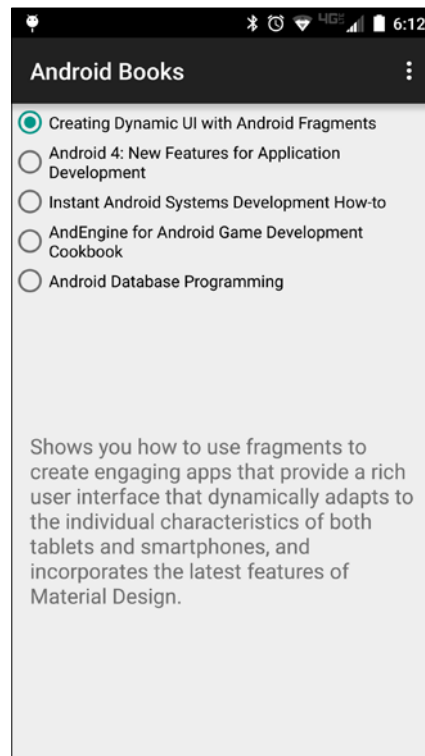 4G 6:12
Android Books
Creating Dynamic UI with Android Fragments
Android 4: New Features for Application
Development
Instant Android Systems Development How-to
AndEngine for Android Game Development
Cookbook
Android Database Programming
Shows you how to use fragments to
create engaging apps that provide a rich
user interface that dynamically adapts to
the individual characteristics of both
tablets and smartphones, and
incorporates the latest features of
Material Design.